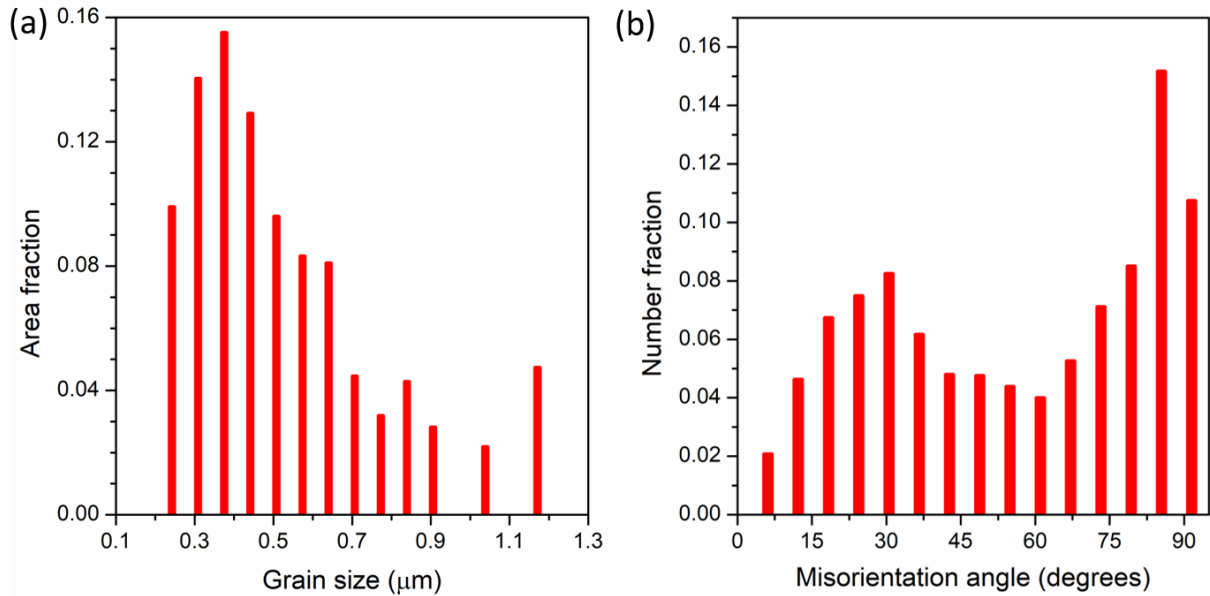 (a)
Area fraction
0.16
0.12
0.08
0.04
0.00
0.1 0.3 0.5 0.7 0.9 1.1 1.3
Grain size (μm)
(b)
Number fraction
0.16
0.14
0.12
0.10
0.08
0.06
0.04
0.02
0.00
0 15 30 45 60 75 90
Misorientation angle (degrees)